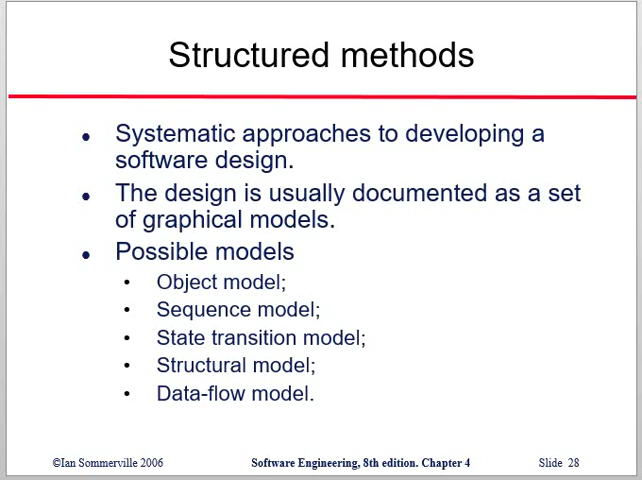 Structured methods
● Systematic approaches to developing a
software design.
● The design is usually documented as a set
of graphical models.
● Possible models
• Object model;
• Sequence model;
• State transition model;
• Structural model;
• Data-flow model.
©Ian Sommerville 2006 Software Engineering, 8th edition. Chapter 4 Slide 28